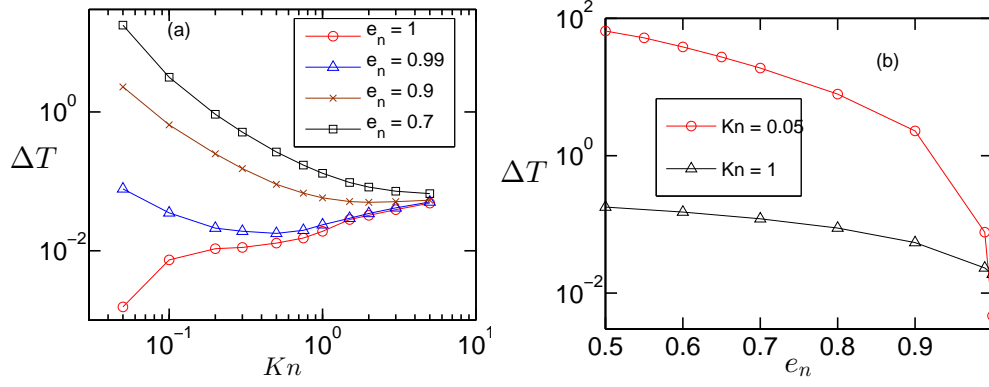 (a)
e_n = 1
e_n = 0.99
e_n = 0.9
e_n = 0.7
ΔT
10^0
10^−2
10^−1
10^0
10^1
Kn
(b)
Kn = 0.05
Kn = 1
ΔT
10^2
10^0
10^−2
0.5 0.6 0.7 0.8 0.9
e_n